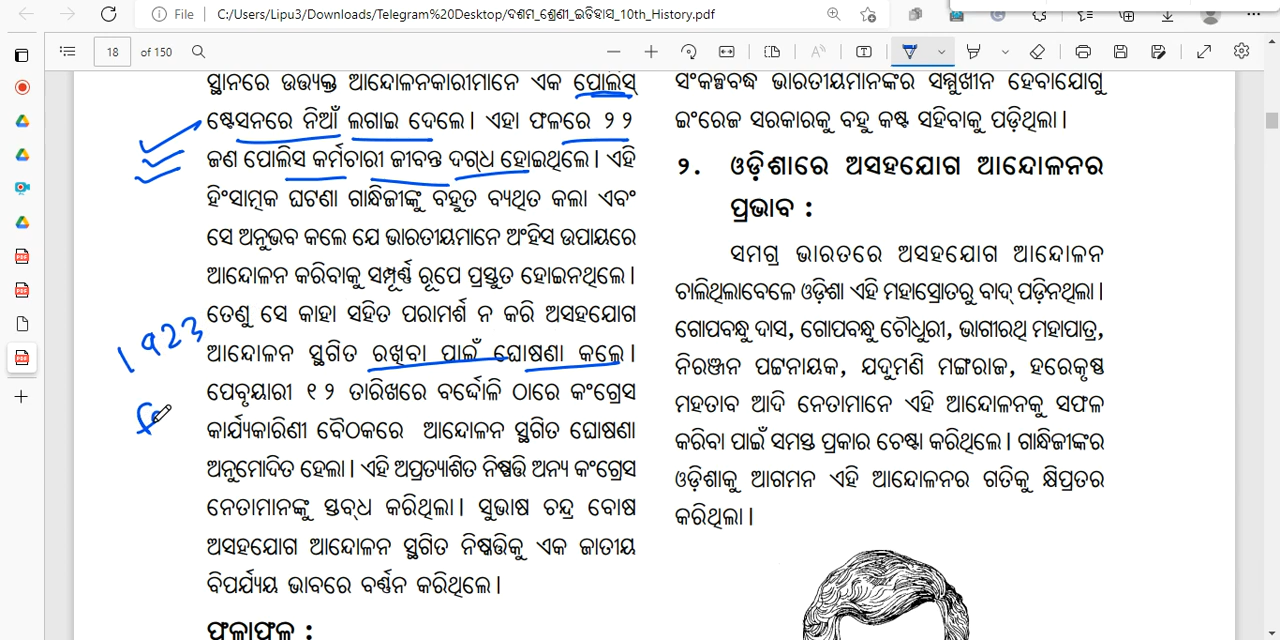 File
C:/Users/Lipu3/Downloads/Telegram%20Desktop/ଦଶମ_ଶ୍ରେଣୀ_ଇତିହାସ_10th_History.pdf
18 of 150
ସ୍ଥାନରେ ଉତ୍ତ୍ୟକ୍ତ ଆନ୍ଦୋଳନକାରୀମାନେ ଏକ ପୋଲିସ୍
ଷ୍ଟେସନରେ ନିଆଁ ଲଗାଇ ଦେଲେ। ଏହା ଫଳରେ ୨୨
ଜଣ ପୋଲିସ କର୍ମଚାରୀ ଜୀବନ୍ତ ଦଗ୍ଧ ହୋଇଥିଲେ। ଏହି
ହିଂସାତ୍ମକ ଘଟଣା ଗାନ୍ଧିଜୀଙ୍କୁ ବହୁତ ବ୍ୟଥିତ କଲା ଏବଂ
ସେ ଅନୁଭବ କଲେ ଯେ ଭାରତୀୟମାନେ ଅଂହିସ ଉପାୟରେ
ଆନ୍ଦୋଳନ କରିବାକୁ ସମ୍ପୂର୍ଣ୍ଣ ରୂପେ ପ୍ରସ୍ତୁତ ହୋଇନଥିଲେ।
ତେଣୁ ସେ କାହା ସହିତ ପରାମର୍ଶ ନ କରି ଅସହଯୋଗ
ଆନ୍ଦୋଳନ ସ୍ଥଗିତ ରଖିବା ପାଇଁ ଘୋଷଣା କଲେ।
ପେବୃୟାରୀ ୧୨ ତାରିଖରେ ବର୍ଦ୍ଦୋଳି ଠାରେ କଂଗ୍ରେସ
କାର୍ଯ୍ୟକାରିଣୀ ବୈଠକରେ ଆନ୍ଦୋଳନ ସ୍ଥଗିତ ଘୋଷଣା
ଅନୁମୋଦିତ ହେଲା। ଏହି ଅପ୍ରତ୍ୟାଶିତ ନିଷ୍ପତ୍ତି ଅନ୍ୟ କଂଗ୍ରେସ
ନେତାମାନଙ୍କୁ ସ୍ତବ୍ଧ କରିଥିଲା। ସୁଭାଷ ଚନ୍ଦ୍ର ବୋଷ
ଅସହଯୋଗ ଆନ୍ଦୋଳନ ସ୍ଥଗିତ ନିଷ୍ପତ୍ତିକୁ ଏକ ଜାତୀୟ
ବିପର୍ଯ୍ୟୟ ଭାବରେ ବର୍ଣ୍ଣନ କରିଥିଲେ।
ଫଳାଫଳ :
1923
ସଂକଳ୍ପବଦ୍ଧ ଭାରତୀୟମାନଙ୍କର ସମ୍ମୁଖୀନ ହେବାଯୋଗୁ
ଇଂରେଜ ସରକାରକୁ ବହୁ କଷ୍ଟ ସହିବାକୁ ପଡ଼ିଥିଲା।
୨. ଓଡ଼ିଶାରେ ଅସହଯୋଗ ଆନ୍ଦୋଳନର
ପ୍ରଭାବ :
ସମଗ୍ର ଭାରତରେ ଅସହଯୋଗ ଆନ୍ଦୋଳନ
ଚାଲିଥିଲାବେଳେ ଓଡ଼ିଶା ଏହି ମହାସ୍ରୋତରୁ ବାଦ୍ ପଡ଼ିନଥିଲା।
ଗୋପବନ୍ଧୁ ଦାସ, ଗୋପବନ୍ଧୁ ଚୌଧୁରୀ, ଭାଗୀରଥି ମହାପାତ୍ର,
ନିରଞ୍ଜନ ପଟ୍ଟନାୟକ, ଯଦୁମଣି ମଙ୍ଗରାଜ, ହରେକୃଷ୍ଣ
ମହତାବ ଆଦି ନେତାମାନେ ଏହି ଆନ୍ଦୋଳନକୁ ସଫଳ
କରିବା ପାଇଁ ସମସ୍ତ ପ୍ରକାର ଚେଷ୍ଟା କରିଥିଲେ। ଗାନ୍ଧିଜୀଙ୍କର
ଓଡ଼ିଶାକୁ ଆଗମନ ଏହି ଆନ୍ଦୋଳନର ଗତିକୁ କ୍ଷିପ୍ରତର
କରିଥିଲା।